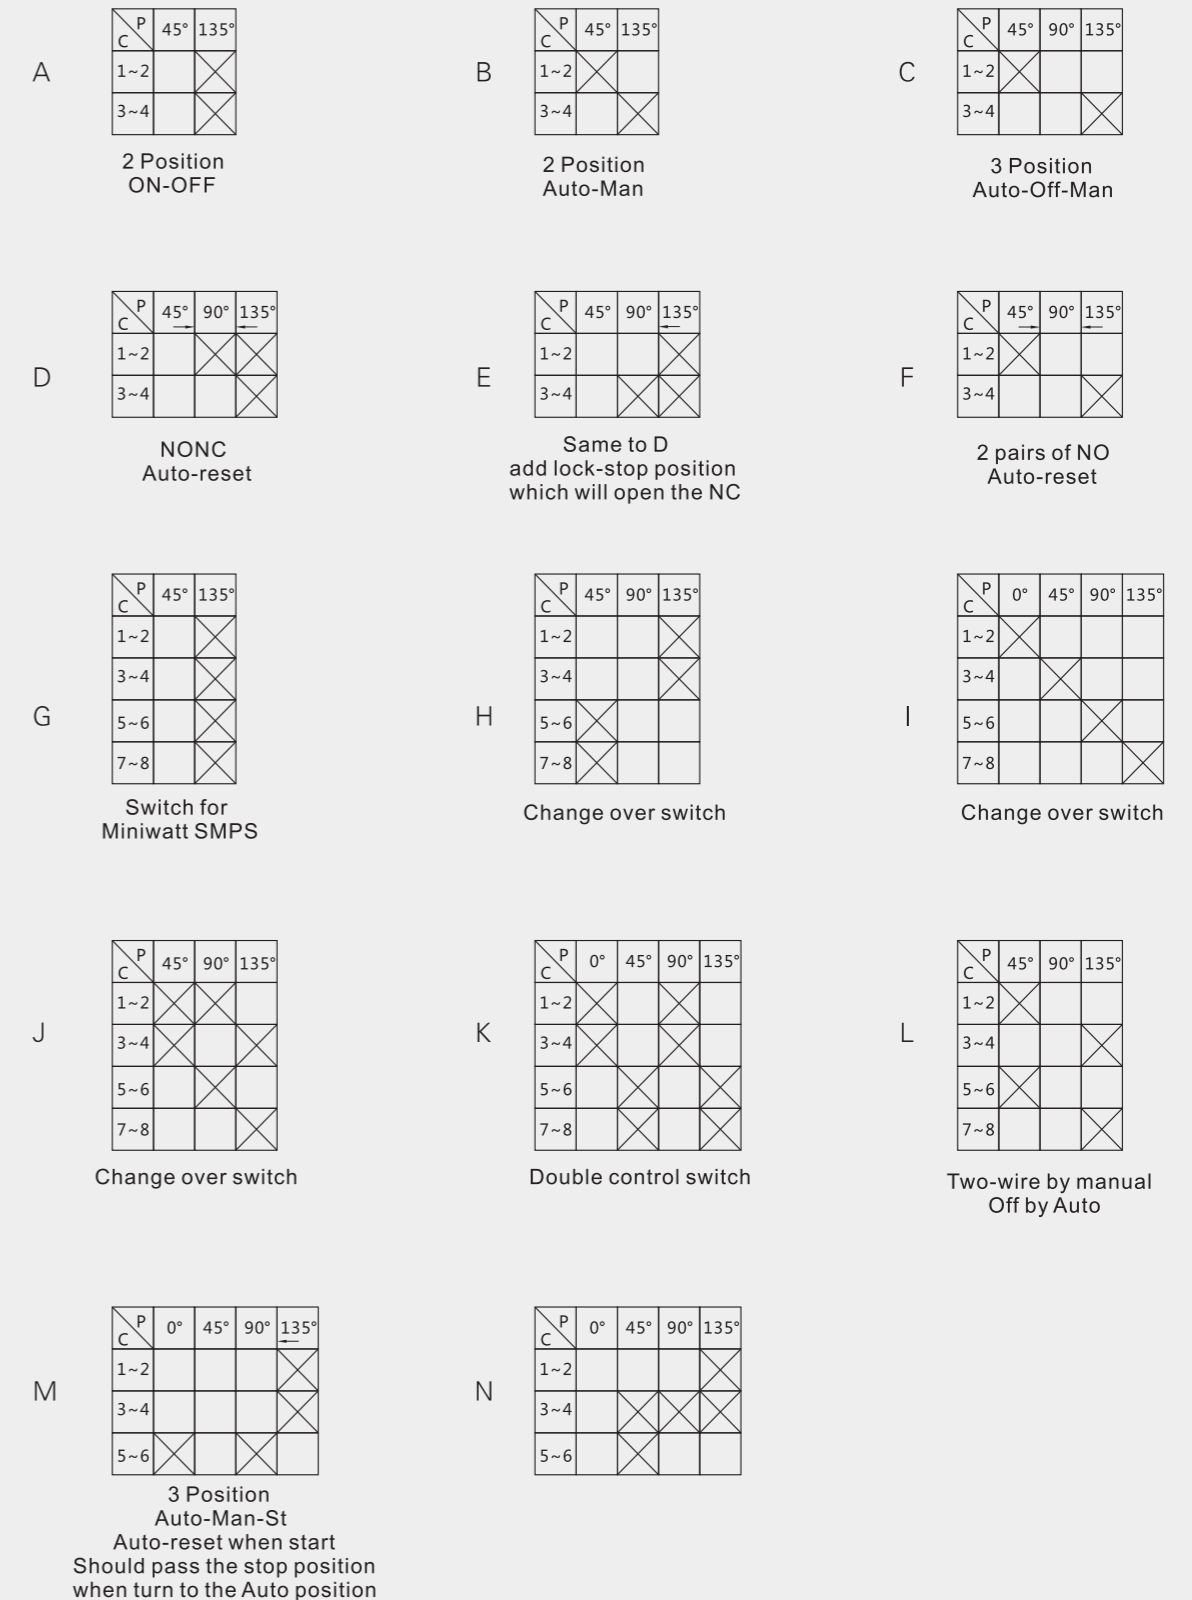 P 45° 135°
C
A 1~2
3~4
2 Position
ON-OFF
P 45° 135°
C
B 1~2
3~4
2 Position
Auto-Man
P 45° 90° 135°
C
C 1~2
3~4
3 Position
Auto-Off-Man
P 45° 90° 135°
C
D 1~2
3~4
NONC
Auto-reset
P 45° 90° 135°
C
E 1~2
3~4
Same to D
add lock-stop position
which will open the NC
P 45° 90° 135°
C
F 1~2
3~4
2 pairs of NO
Auto-reset
P 45° 135°
C
1~2
3~4
G 5~6
7~8
Switch for
Miniwatt SMPS
P 45° 90° 135°
C
1~2
3~4
H 5~6
7~8
Change over switch
P 0° 45° 90° 135°
C
1~2
3~4
I 5~6
7~8
Change over switch
P 45° 90° 135°
C
1~2
J 3~4
5~6
7~8
Change over switch
P 0° 45° 90° 135°
C
1~2
K 3~4
5~6
7~8
Double control switch
P 45° 90° 135°
C
1~2
L 3~4
5~6
7~8
Two-wire by manual
Off by Auto
P 0° 45° 90° 135°
C
1~2
M 3~4
5~6
3 Position
Auto-Man-St
Auto-reset when start
Should pass the stop position
when turn to the Auto position
P 0° 45° 90° 135°
C
1~2
N 3~4
5~6